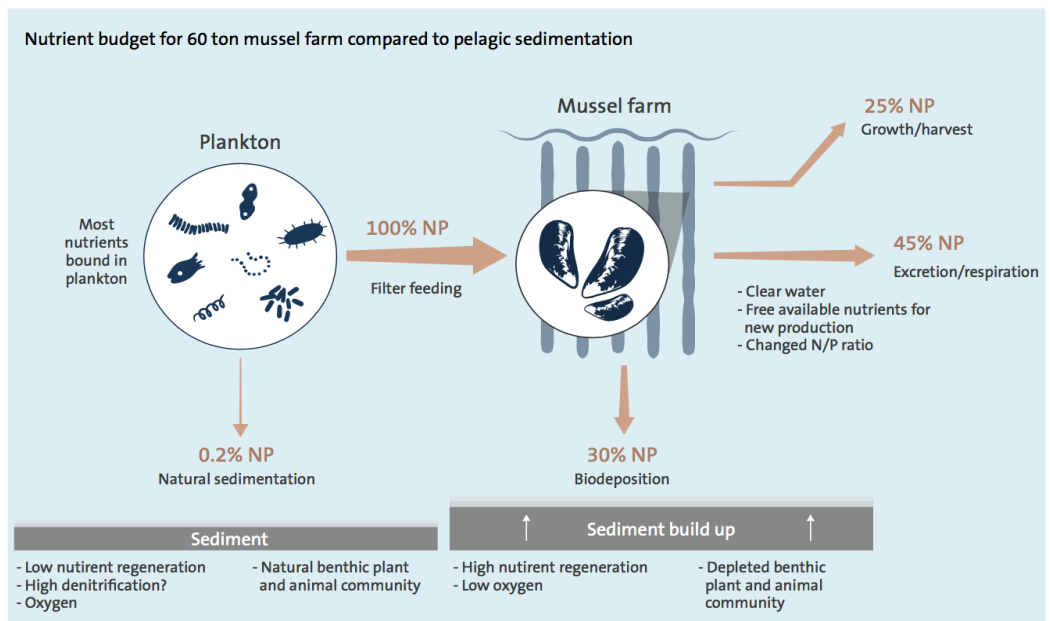 Nutrient budget for 60 ton mussel farm compared to pelagic sedimentation
Mussel farm
25% NP
Growth/harvest
Plankton
Most
nutrients
bound in
plankton
100% NP
Filter feeding
45% NP
Excretion/respiration
- Clear water
- Free available nutrients for
new production
- Changed N/P ratio
0.2% NP
Natural sedimentation
30% NP
Biodeposition
Sediment
- Low nutirent regeneration
- High denitrification?
- Oxygen
- Natural benthic plant
and animal community
Sediment build up
- High nutirent regeneration
- Low oxygen
- Depleted benthic
plant and animal
community